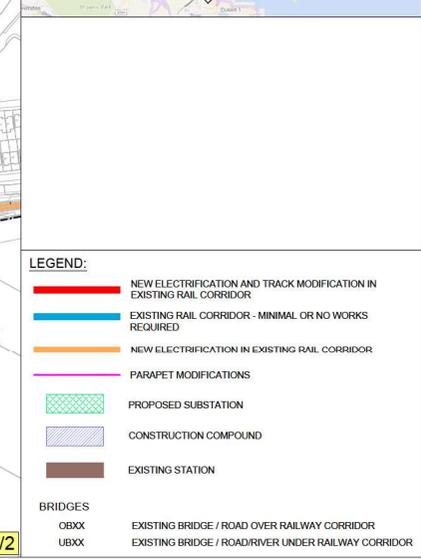 LEGEND:
NEW ELECTRIFICATION AND TRACK MODIFICATION IN
EXISTING RAIL CORRIDOR
EXISTING RAIL CORRIDOR - MINIMAL OR NO WORKS
REQUIRED
NEW ELECTRIFICATION IN EXISTING RAIL CORRIDOR
PARAPET MODIFICATIONS
PROPOSED SUBSTATION
CONSTRUCTION COMPOUND
EXISTING STATION
BRIDGES
OBXX EXISTING BRIDGE / ROAD OVER RAILWAY CORRIDOR
UBXX EXISTING BRIDGE / ROAD/RIVER UNDER RAILWAY CORRIDOR
/2